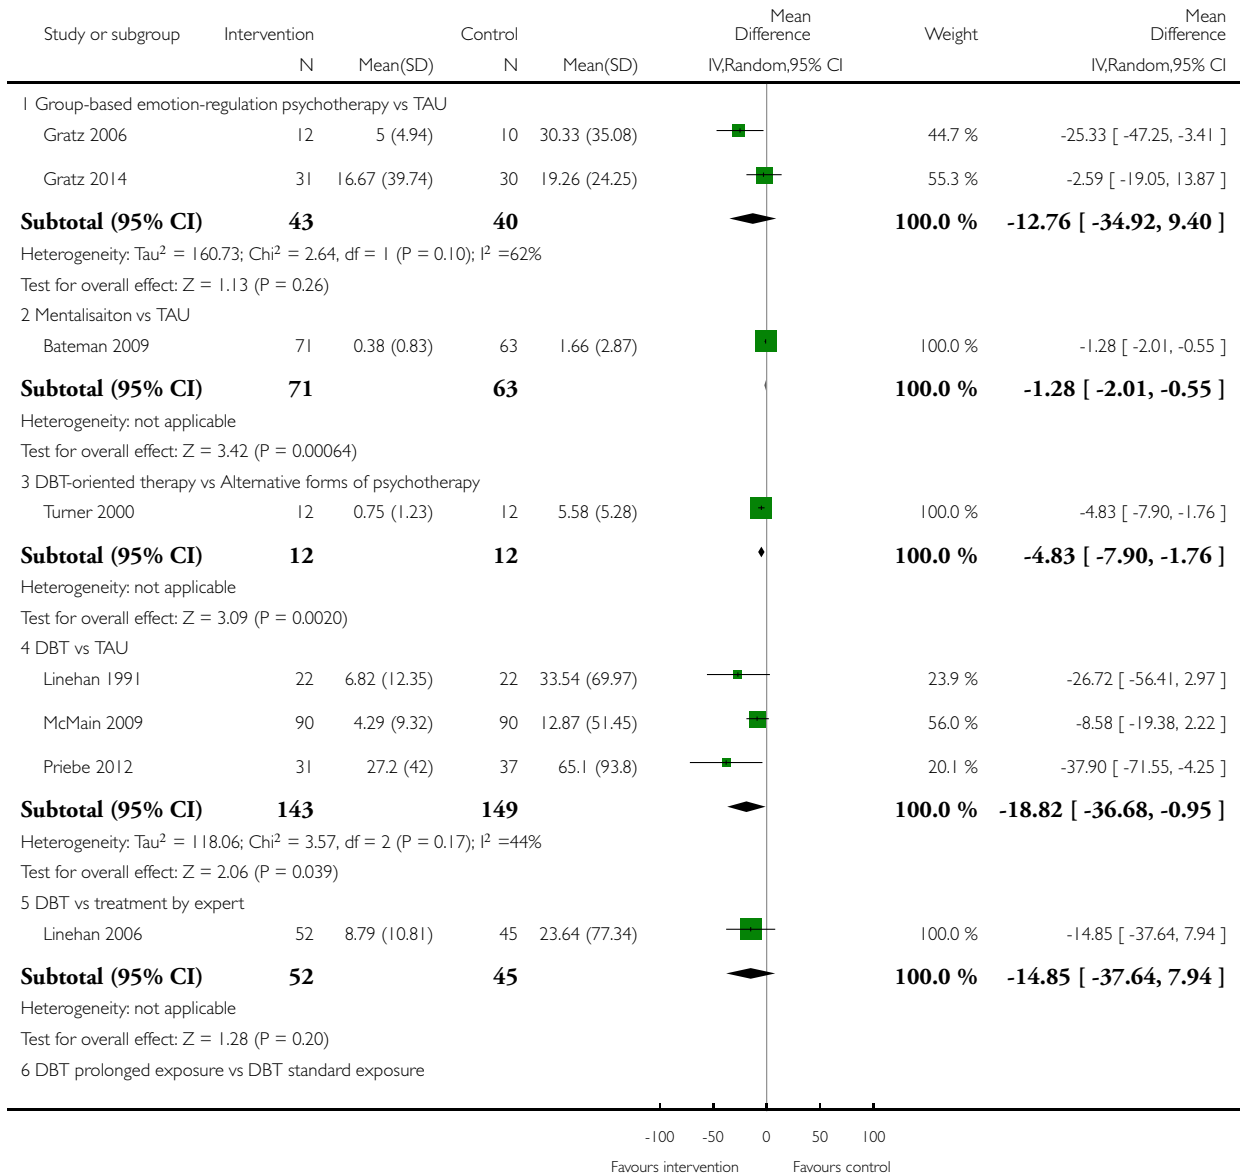 Study or subgroup Intervention Control Mean Difference Weight Mean Difference
N Mean(SD) N Mean(SD) IV,Random,95% CI IV,Random,95% CI
1 Group-based emotion-regulation psychotherapy vs TAU
Gratz 2006 12 5 (4.94) 10 30.33 (35.08) 44.7 % -25.33 [ -47.25, -3.41 ]
Gratz 2014 31 16.67 (39.74) 30 19.26 (24.25) 55.3 % -2.59 [ -19.05, 13.87 ]
Subtotal (95% CI) 43 40 100.0 % -12.76 [ -34.92, 9.40 ]
Heterogeneity: Tau² = 160.73; Chi² = 2.64, df = 1 (P = 0.10); I² =62%
Test for overall effect: Z = 1.13 (P = 0.26)
2 Mentalisaiton vs TAU
Bateman 2009 71 0.38 (0.83) 63 1.66 (2.87) 100.0 % -1.28 [ -2.01, -0.55 ]
Subtotal (95% CI) 71 63 100.0 % -1.28 [ -2.01, -0.55 ]
Heterogeneity: not applicable
Test for overall effect: Z = 3.42 (P = 0.00064)
3 DBT-oriented therapy vs Alternative forms of psychotherapy
Turner 2000 12 0.75 (1.23) 12 5.58 (5.28) 100.0 % -4.83 [ -7.90, -1.76 ]
Subtotal (95% CI) 12 12 100.0 % -4.83 [ -7.90, -1.76 ]
Heterogeneity: not applicable
Test for overall effect: Z = 3.09 (P = 0.0020)
4 DBT vs TAU
Linehan 1991 22 6.82 (12.35) 22 33.54 (69.97) 23.9 % -26.72 [ -56.41, 2.97 ]
McMain 2009 90 4.29 (9.32) 90 12.87 (51.45) 56.0 % -8.58 [ -19.38, 2.22 ]
Priebe 2012 31 27.2 (42) 37 65.1 (93.8) 20.1 % -37.90 [ -71.55, -4.25 ]
Subtotal (95% CI) 143 149 100.0 % -18.82 [ -36.68, -0.95 ]
Heterogeneity: Tau² = 118.06; Chi² = 3.57, df = 2 (P = 0.17); I² =44%
Test for overall effect: Z = 2.06 (P = 0.039)
5 DBT vs treatment by expert
Linehan 2006 52 8.79 (10.81) 45 23.64 (77.34) 100.0 % -14.85 [ -37.64, 7.94 ]
Subtotal (95% CI) 52 45 100.0 % -14.85 [ -37.64, 7.94 ]
Heterogeneity: not applicable
Test for overall effect: Z = 1.28 (P = 0.20)
6 DBT prolonged exposure vs DBT standard exposure
-100 -50 0 50 100
Favours intervention Favours control